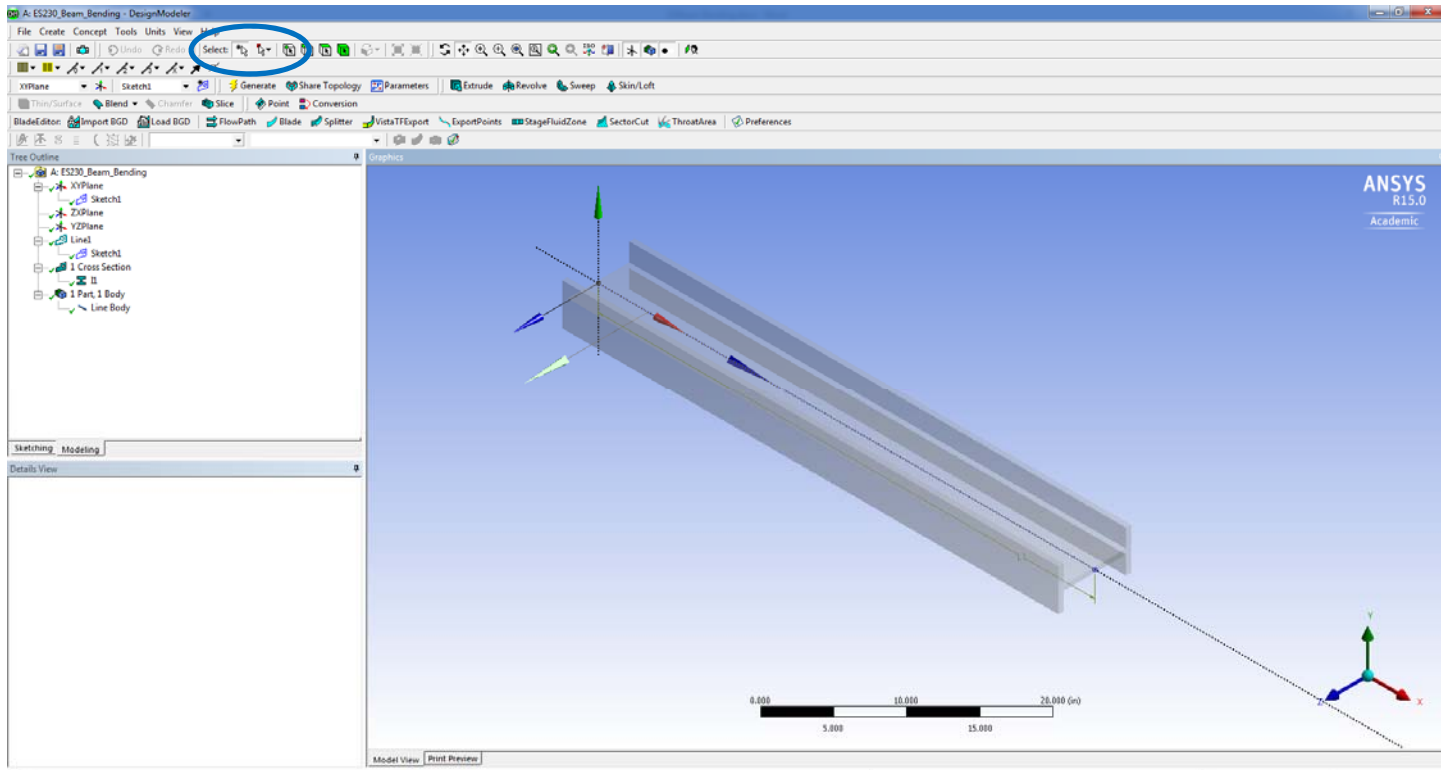 A: ES230_Beam_Bending - DesignModeler
File Create Concept Tools Units View
Undo Redo Select:
XYPlane Sketch1 Generate Share Topology Parameters Extrude Revolve Sweep Skin/Loft
Thin/Surface Blend Chamfer Slice Point Conversion
BladeEditor: Import BGD Load BGD FlowPath Blade Splitter VistaTFExport ExportPoints StageFluidZone SectorCut ThroatArea Preferences
Tree Outline
A: ES230_Beam_Bending
XYPlane
Sketch1
ZXPlane
YZPlane
Line1
Sketch1
1 Cross Section
I1
1 Part, 1 Body
Line Body
Sketching Modeling
Details View
Graphics
ANSYS
R15.0
Academic
L1
Y
Z
X
0.000 10.000 20.000 (in)
5.000 15.000
Model View Print Preview